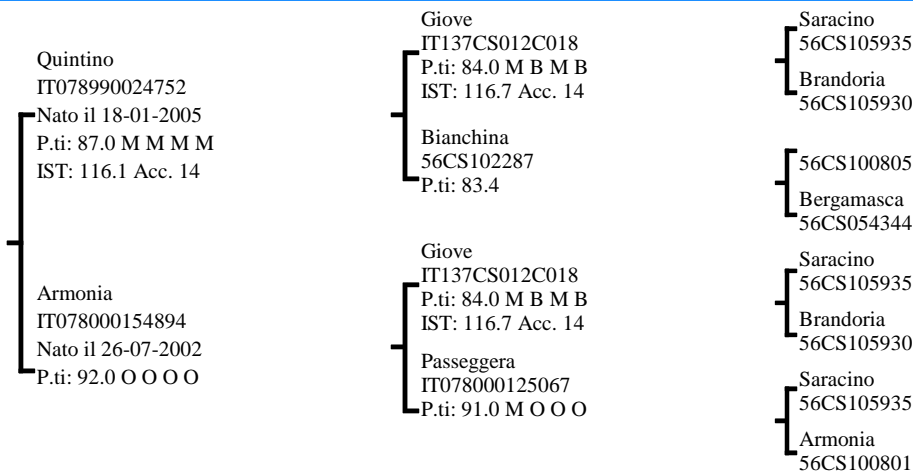 Quintino
IT078990024752
Nato il 18-01-2005
P.ti: 87.0 M M M M
IST: 116.1 Acc. 14
Armonia
IT078000154894
Nato il 26-07-2002
P.ti: 92.0 O O O O
Giove
IT137CS012C018
P.ti: 84.0 M B M B
IST: 116.7 Acc. 14
Bianchina
56CS102287
P.ti: 83.4
Giove
IT137CS012C018
P.ti: 84.0 M B M B
IST: 116.7 Acc. 14
Passeggera
IT078000125067
P.ti: 91.0 M O O O
Saracino
56CS105935
Brandoria
56CS105930
56CS100805
Bergamasca
56CS054344
Saracino
56CS105935
Brandoria
56CS105930
Saracino
56CS105935
Armonia
56CS100801